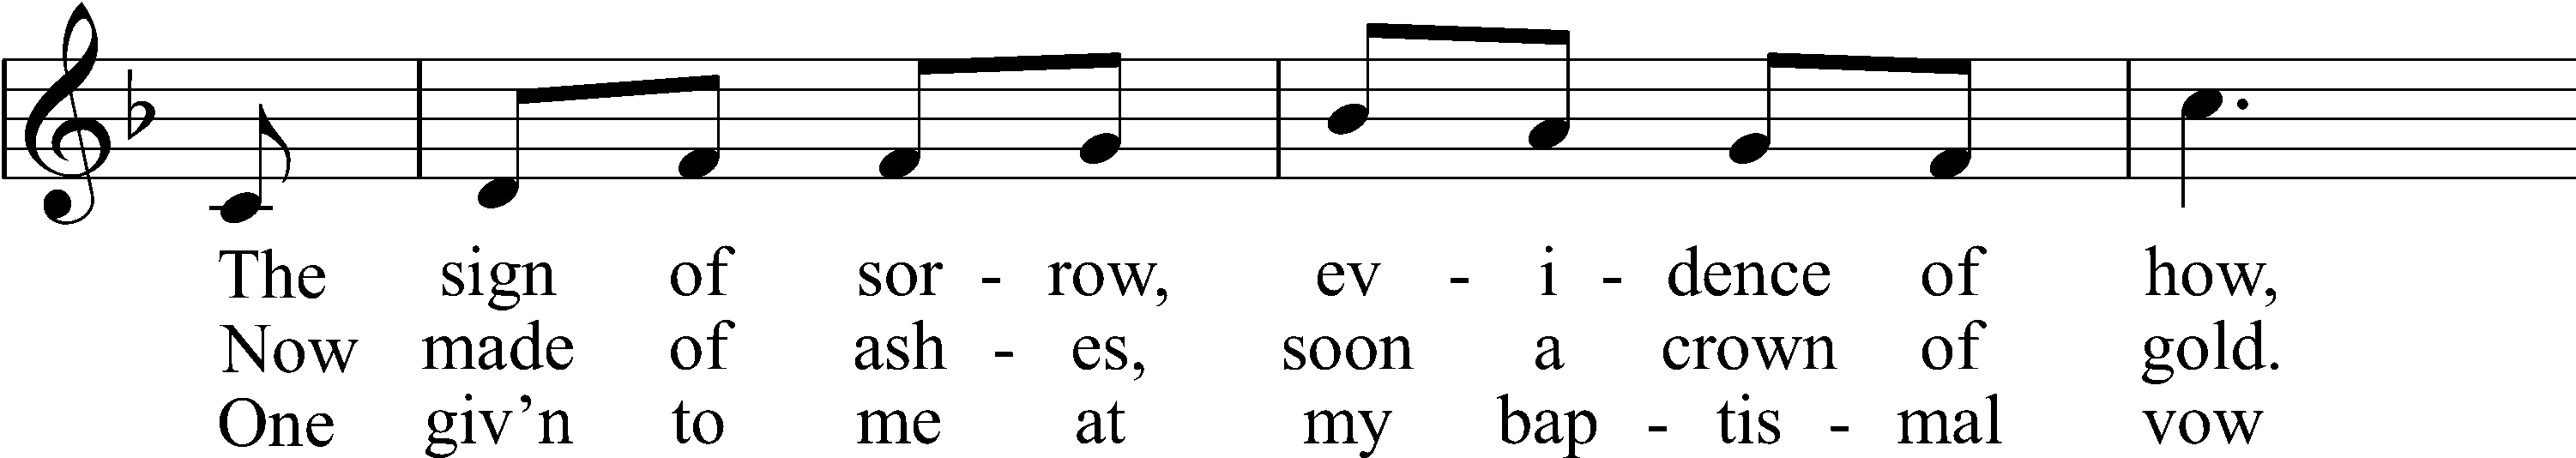 The sign of sor - row, ev - i - dence of how,
Now made of ash - es, soon a crown of gold.
One giv’n to me at my bap - tis - mal vow